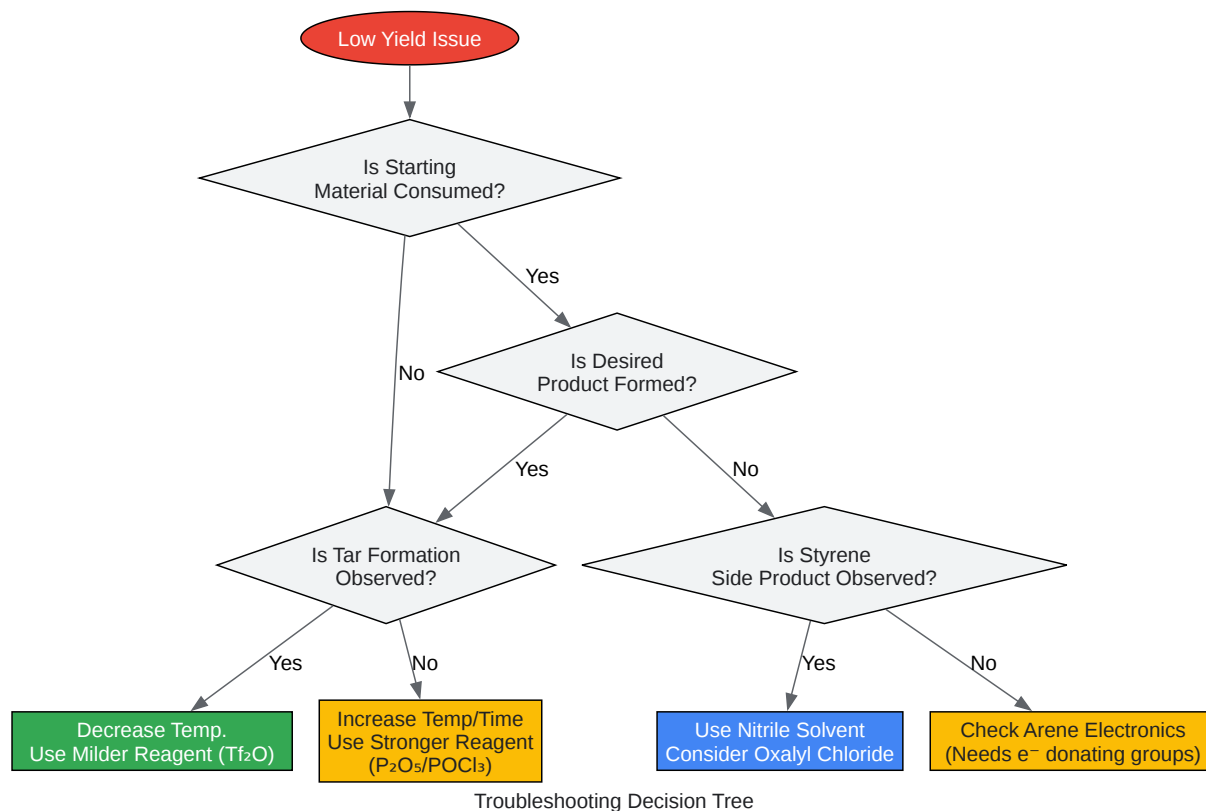 Low Yield Issue
Is Starting
Material Consumed?
Yes
No
Is Desired
Product Formed?
Yes
No
Is Tar Formation
Observed?
Is Styrene
Side Product Observed?
Yes
No
Yes
No
Decrease Temp.
Use Milder Reagent (Tf₂O)
Increase Temp/Time
Use Stronger Reagent
(P₂O₅/POCl₃)
Use Nitrile Solvent
Consider Oxalyl Chloride
Check Arene Electronics
(Needs e⁻ donating groups)
Troubleshooting Decision Tree